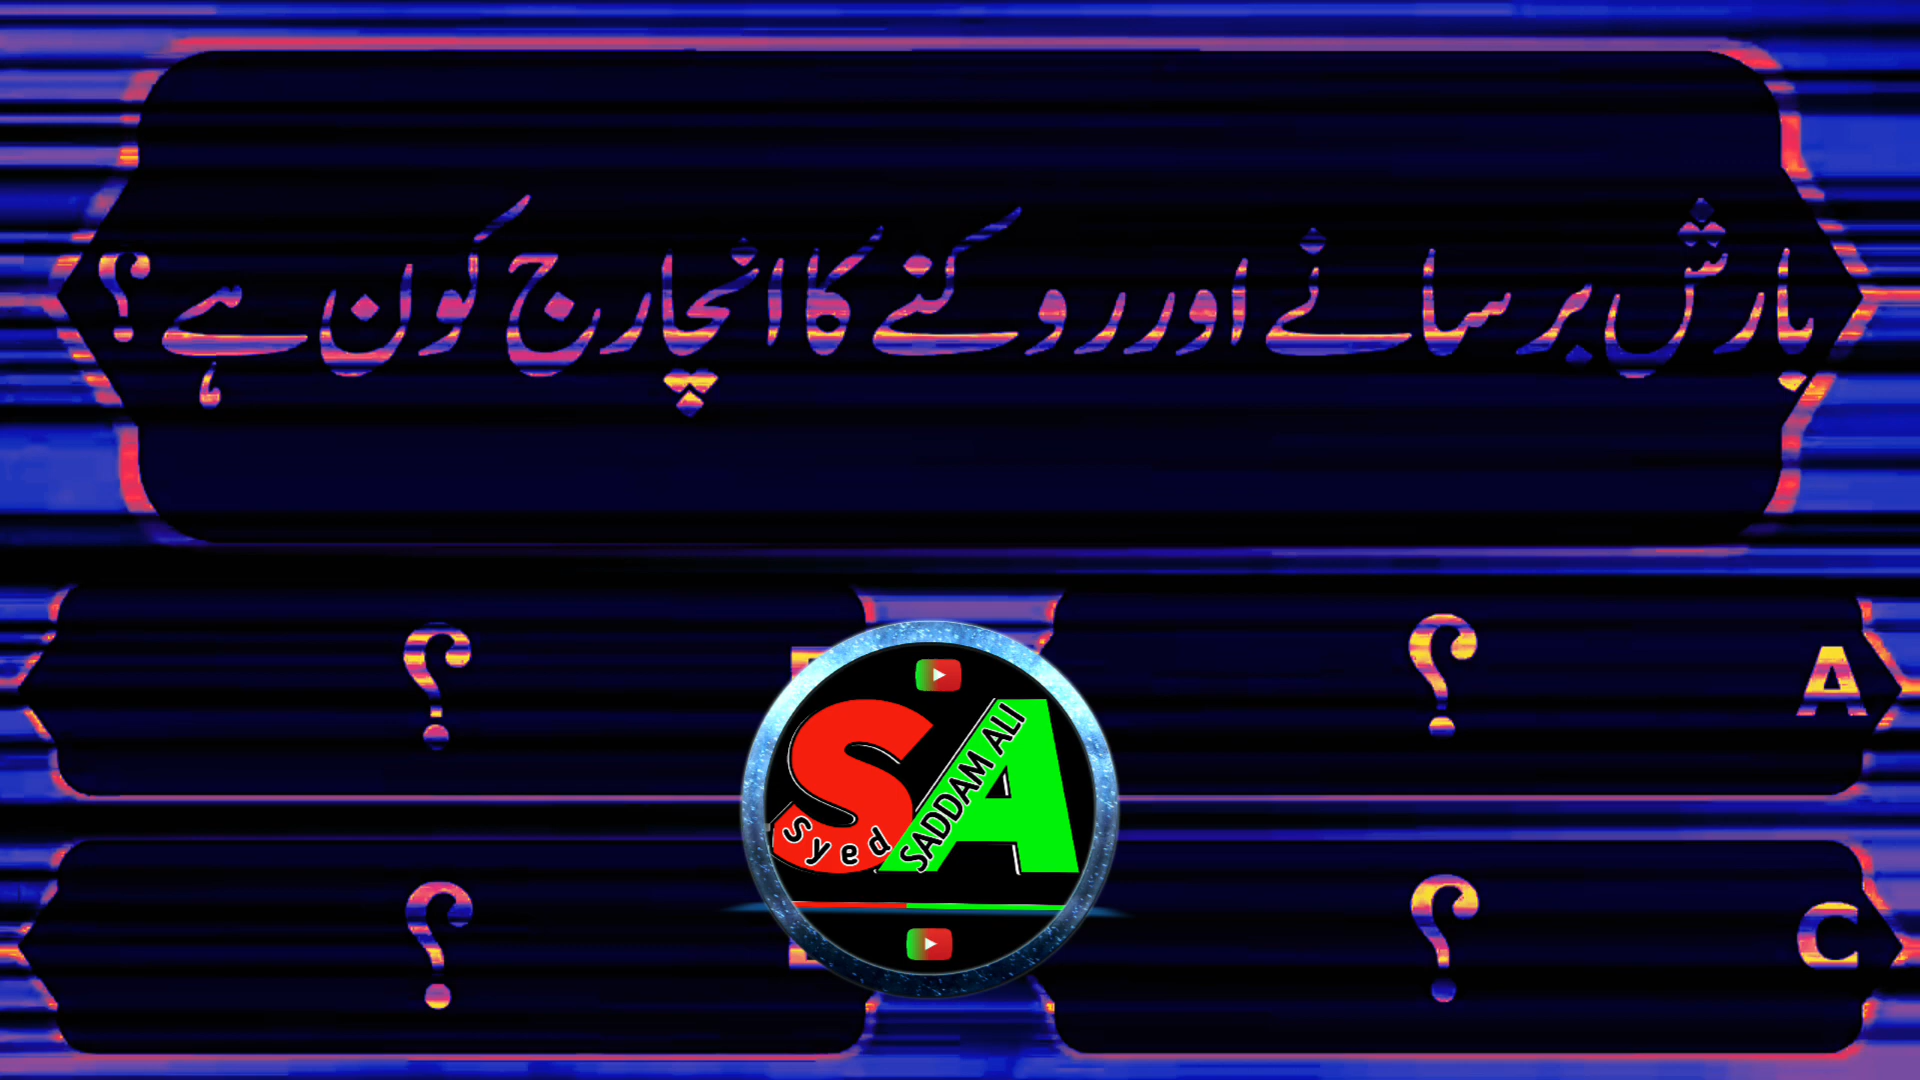 بارش برسانے اور روکنے کا انچارج کون ہے ؟
A
؟
؟
C
؟
؟
SA
Syed
SADDAM ALI